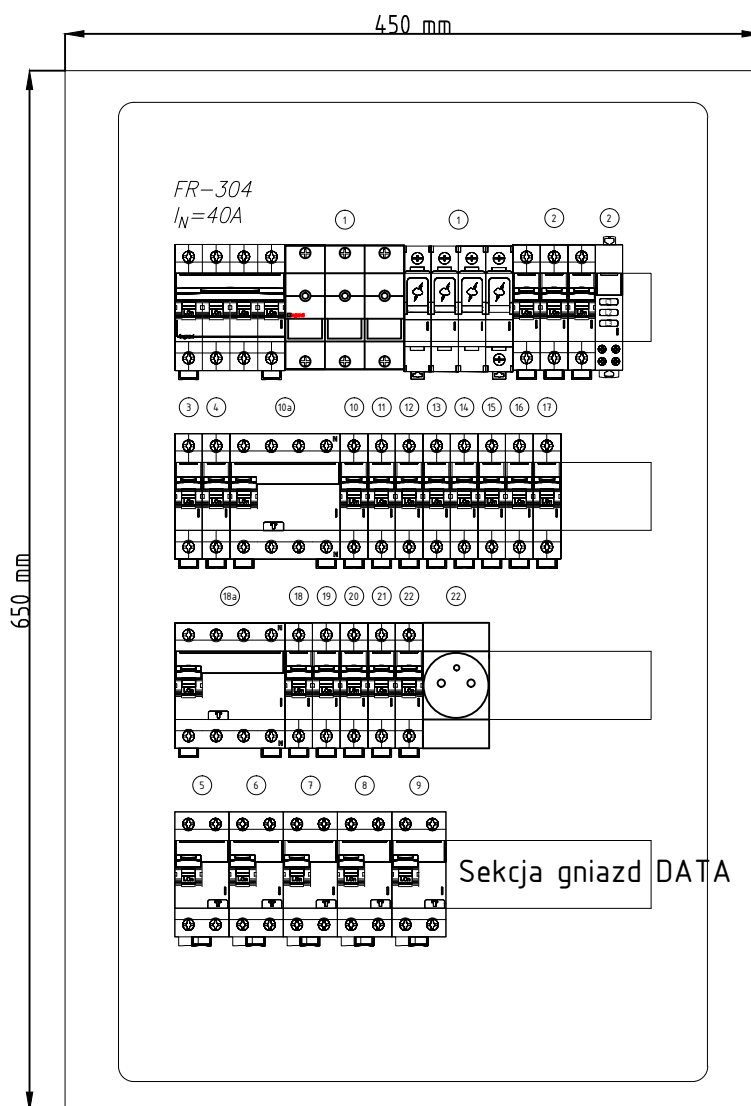 450 mm
650 mm
FR-304
IN=40A
1 1 2 2
3 4 10a 10 11 12 13 14 15 16 17
N
N
18a 18 19 20 21 22 22
N
N
5 6 7 8 9
Sekcja gniazd DATA